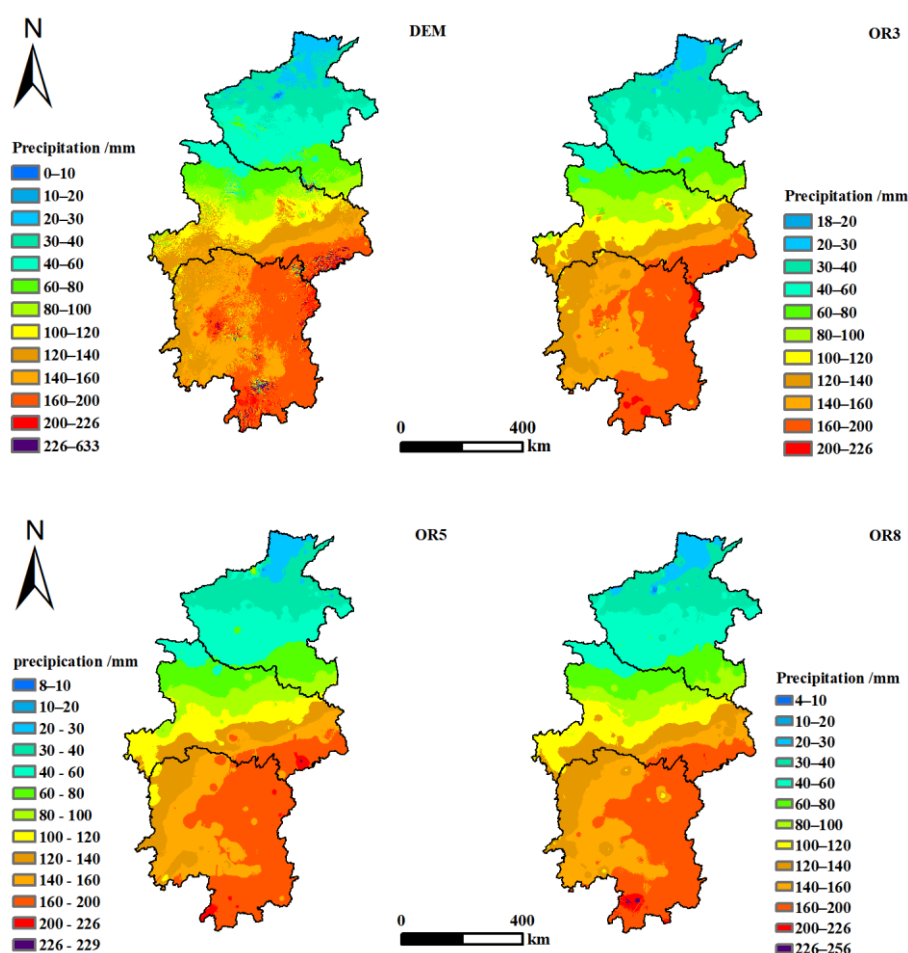 N
DEM
Precipitation /mm
0–10
10–20
20–30
30–40
40–60
60–80
80–100
100–120
120–140
140–160
160–200
200–226
226–633
OR3
Precipitation /mm
18–20
20–30
30–40
40–60
60–80
80–100
100–120
120–140
140–160
160–200
200–226
0 400
km
N
OR5
precipication /mm
8–10
10–20
20 - 30
30 - 40
40 - 60
60 - 80
80 - 100
100 - 120
120 - 140
140 - 160
160 - 200
200 - 226
226 - 229
OR8
Precipitation /mm
4–10
10–20
20–30
30–40
40–60
60–80
80–100
100–120
120–140
140–160
160–200
200–226
226–256
0 400
km